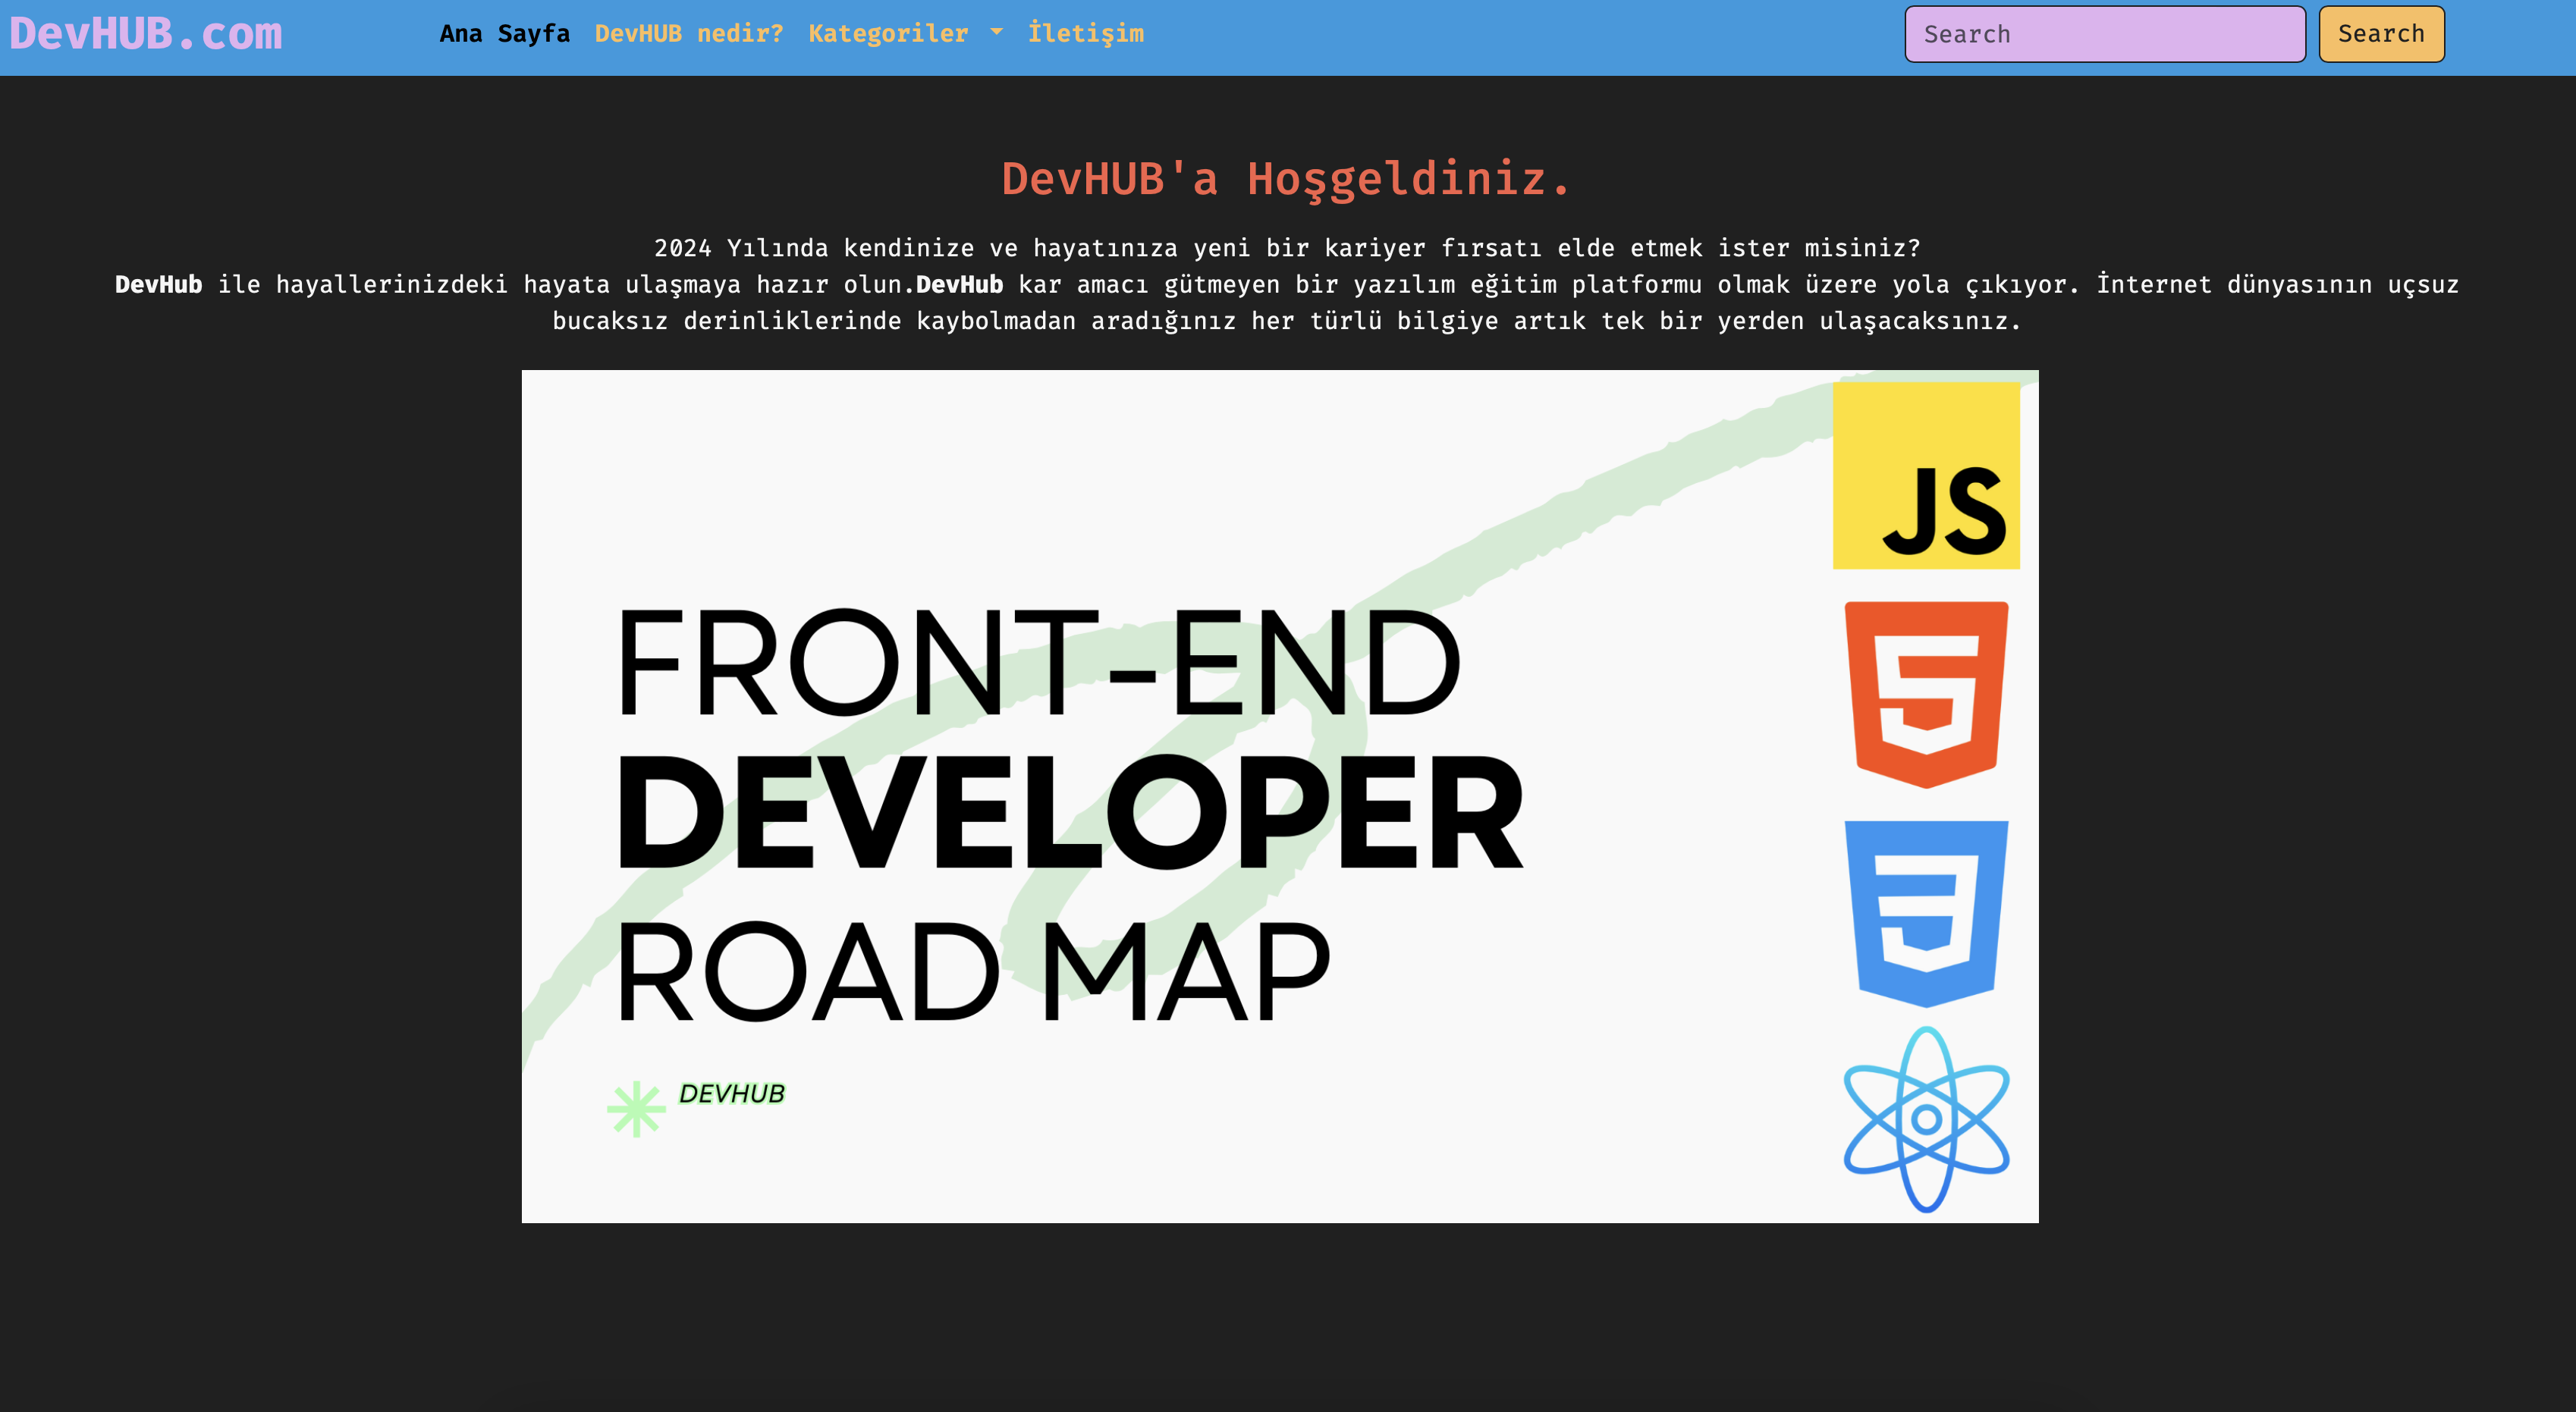 DevHUB.com
Ana Sayfa DevHUB nedir? Kategoriler İletişim
Search Search
DevHUB'a Hoşgeldiniz.
2024 Yılında kendinize ve hayatınıza yeni bir kariyer fırsatı elde etmek ister misiniz?
DevHub ile hayallerinizdeki hayata ulaşmaya hazır olun.DevHub kar amacı gütmeyen bir yazılım eğitim platformu olmak üzere yola çıkıyor. İnternet dünyasının uçsuz
bucaksız derinliklerinde kaybolmadan aradığınız her türlü bilgiye artık tek bir yerden ulaşacaksınız.
JS
FRONT-END
DEVELOPER
ROAD MAP
DEVHUB